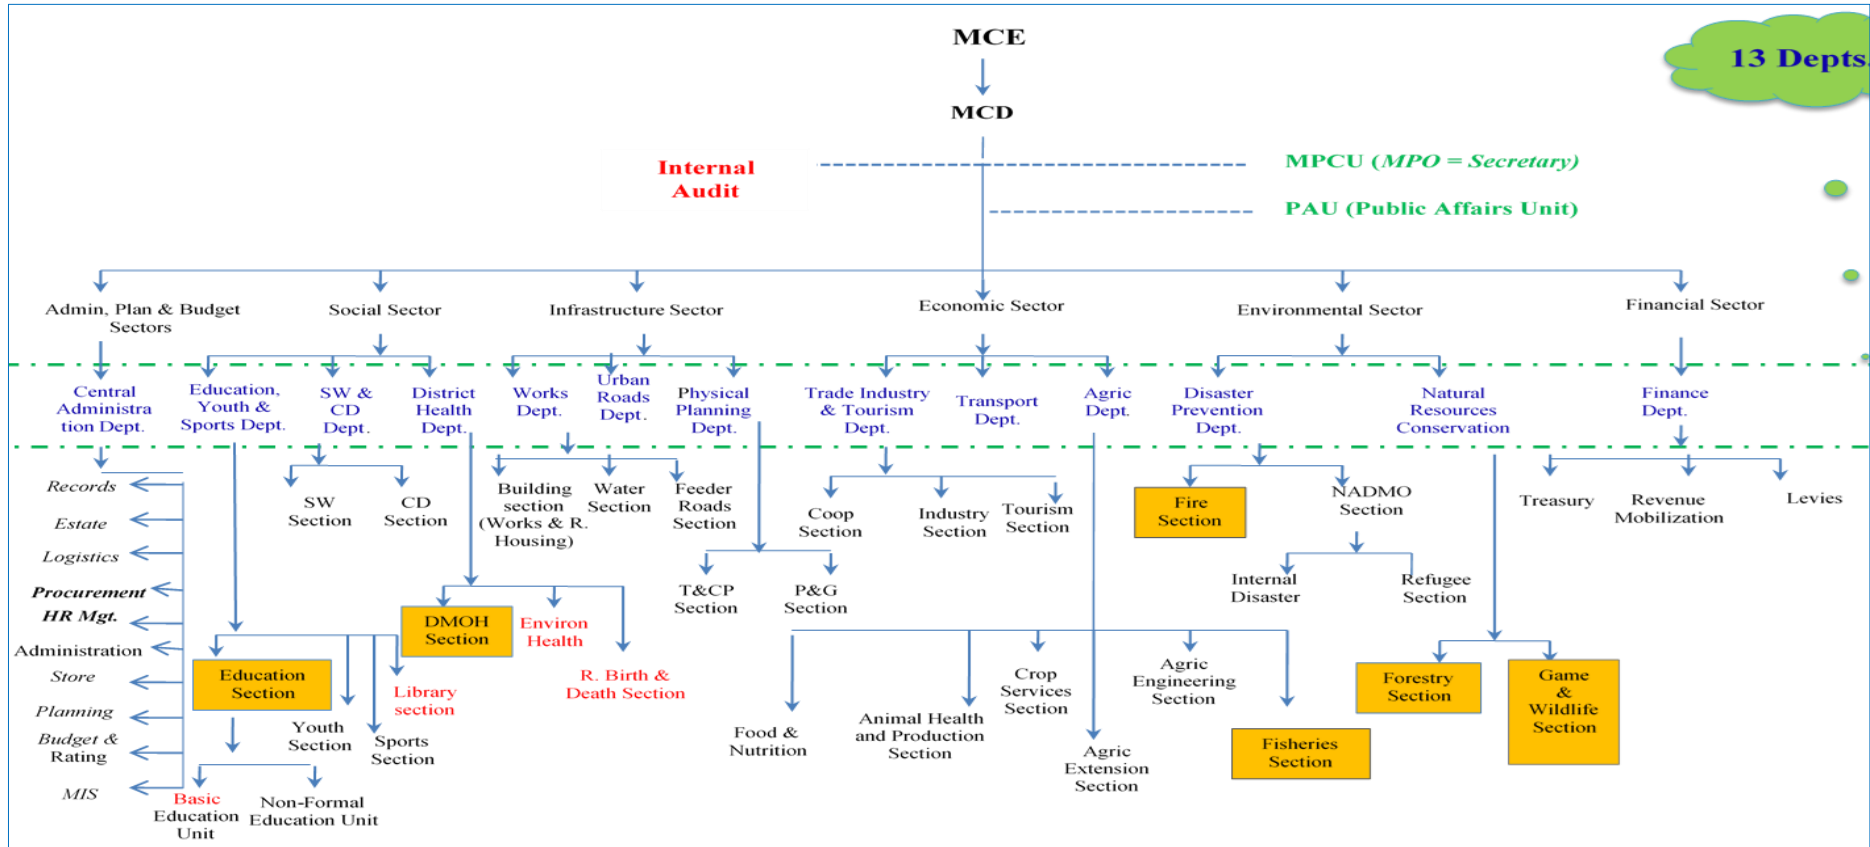 MCE
13 Depts.
MCD
Internal
Audit
MPCU (MPO = Secretary)
PAU (Public Affairs Unit)
Admin, Plan & Budget
Sectors
Social Sector
Infrastructure Sector
Economic Sector
Environmental Sector
Financial Sector
Central
Administra
tion Dept.
Education,
Youth &
Sports Dept.
SW &
CD
Dept.
District
Health
Dept.
Works
Dept.
Urban
Roads
Dept.
Physical
Planning
Dept.
Trade Industry
& Tourism
Dept.
Transport
Dept.
Agric
Dept.
Disaster
Prevention
Dept.
Natural
Resources
Conservation
Finance
Dept.
Records
Estate
Logistics
Procurement
HR Mgt.
Administration
Store
Planning
Budget &
Rating
MIS
SW
Section
CD
Section
Building
section
(Works & R.
Housing)
Water
Section
Feeder
Roads
Section
Coop
Section
Industry
Section
Tourism
Section
Fire
Section
NADMO
Section
Treasury
Revenue
Mobilization
Levies
T&CP
Section
P&G
Section
Internal
Disaster
Refugee
Section
DMOH
Section
Environ
Health
R. Birth &
Death Section
Education
Section
Youth
Section
Sports
Section
Library
section
Food &
Nutrition
Animal Health
and Production
Section
Crop
Services
Section
Agric
Extension
Section
Agric
Engineering
Section
Fisheries
Section
Forestry
Section
Game
&
Wildlife
Section
Basic
Education
Unit
Non-Formal
Education Unit